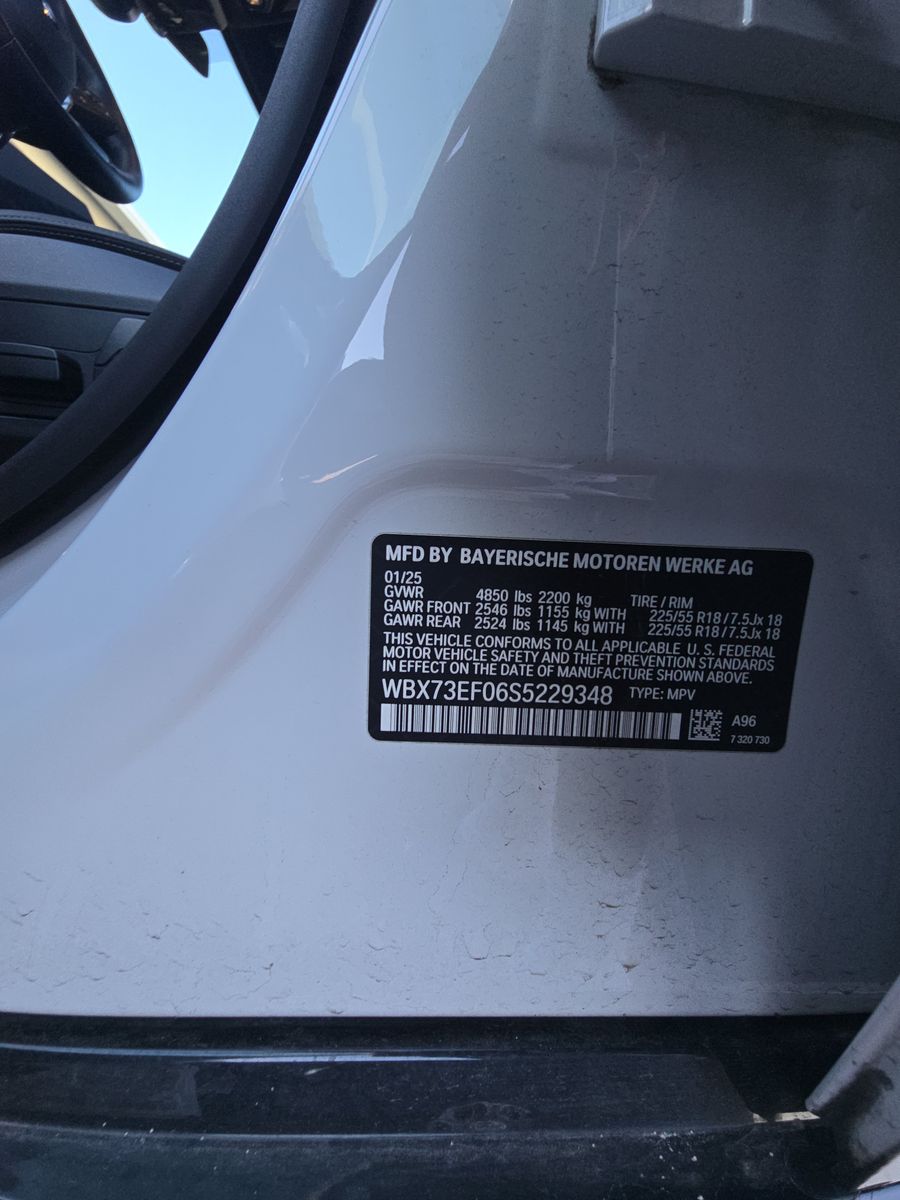 MFD BY BAYERISCHE MOTOREN WERKE AG
01/25
GVWR 4850 lbs 2200 kg TIRE / RIM
GAWR FRONT 2546 lbs 1155 kg WITH 225/55 R18 / 7.5Jx 18
GAWR REAR 2524 lbs 1145 kg WITH 225/55 R18 / 7.5Jx 18
THIS VEHICLE CONFORMS TO ALL APPLICABLE U. S. FEDERAL
MOTOR VEHICLE SAFETY AND THEFT PREVENTION STANDARDS
IN EFFECT ON THE DATE OF MANUFACTURE SHOWN ABOVE.
WBX73EF06S5229348 TYPE: MPV
A96
7 320 730